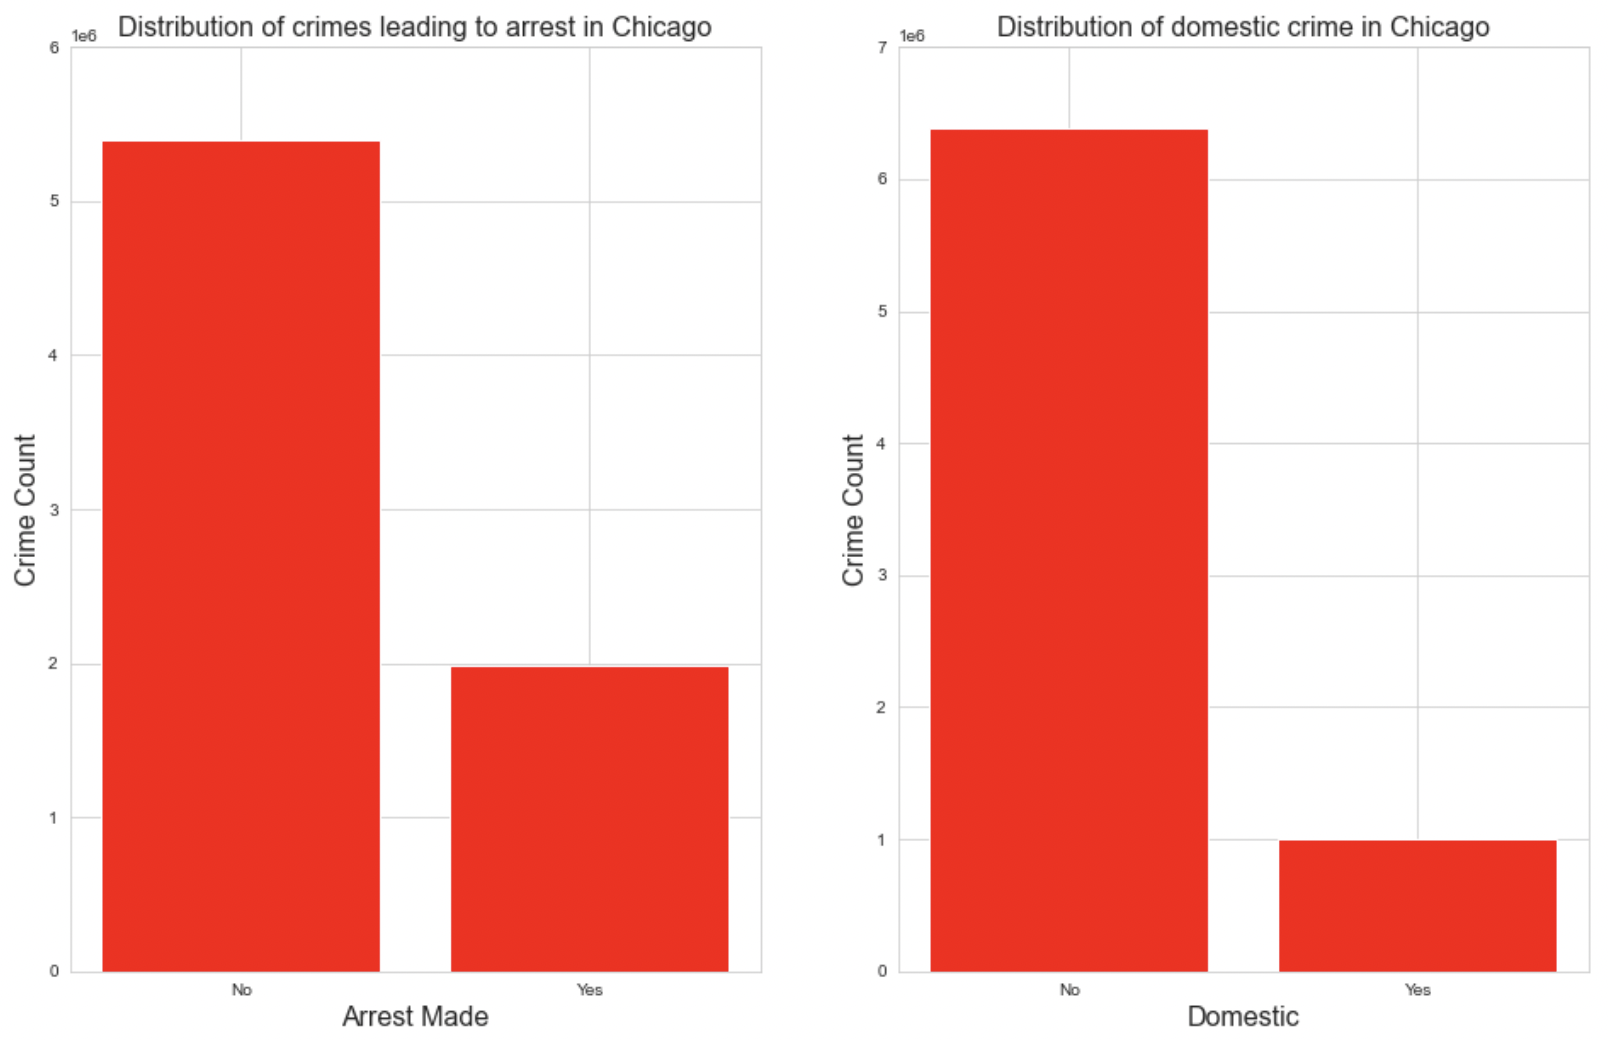 Distribution of crimes leading to arrest in Chicago
1e6
6
5
4
3
2
1
0
Crime Count
No Yes
Arrest Made
Distribution of domestic crime in Chicago
1e6
7
6
5
4
3
2
1
0
Crime Count
No Yes
Domestic